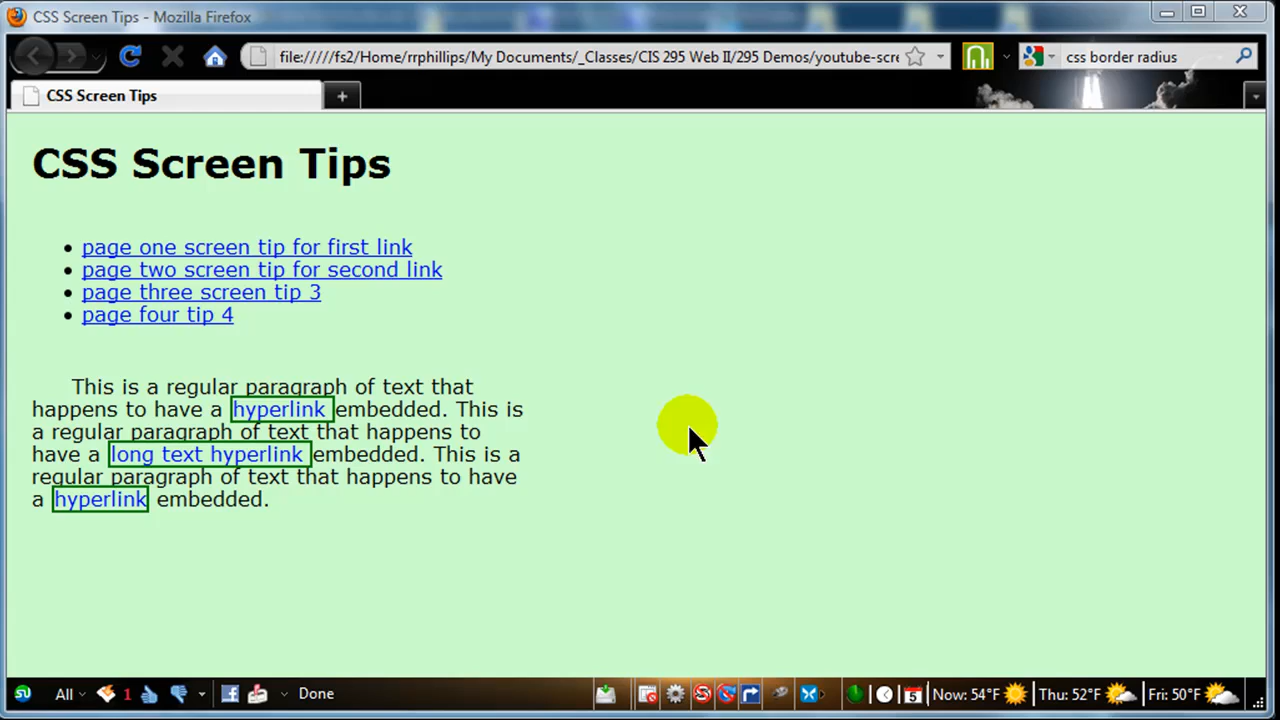 CSS Screen Tips - Mozilla Firefox
file://///fs2/Home/rrphillips/My Documents/_Classes/CIS 295 Web II/295 Demos/youtube-scre
css border radius
CSS Screen Tips
CSS Screen Tips
page one screen tip for first link
page two screen tip for second link
page three screen tip 3
page four tip 4
This is a regular paragraph of text that
happens to have a hyperlink embedded. This is
a regular paragraph of text that happens to
have a long text hyperlink embedded. This is a
regular paragraph of text that happens to have
a hyperlink embedded.
All 1 Done 5 Now: 54°F Thu: 52°F Fri: 50°F